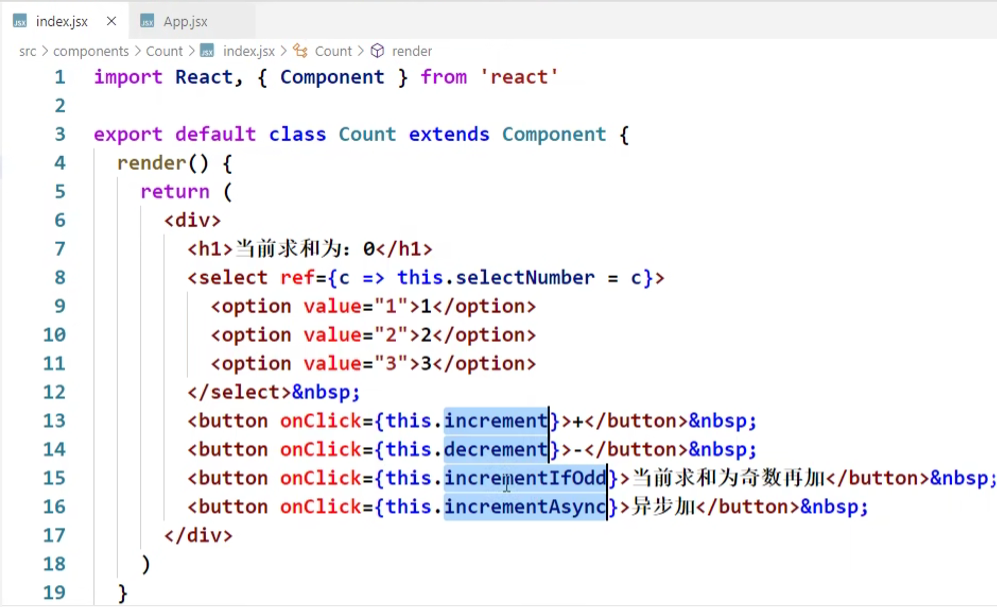 index.jsx × App.jsx
src > components > Count > index.jsx > Count > render
1 import React, { Component } from 'react'
2
3 export default class Count extends Component {
4 render() {
5 return (
6 <div>
7 <h1>当前求和为：0</h1>
8 <select ref={c => this.selectNumber = c}>
9 <option value="1">1</option>
10 <option value="2">2</option>
11 <option value="3">3</option>
12 </select>&nbsp;
13 <button onClick={this.increment}>+</button>&nbsp;
14 <button onClick={this.decrement}>-</button>&nbsp;
15 <button onClick={this.incrementIfOdd}>当前求和为奇数再加</button>&nbsp;
16 <button onClick={this.incrementAsync}>异步加</button>&nbsp;
17 </div>
18 )
19 }